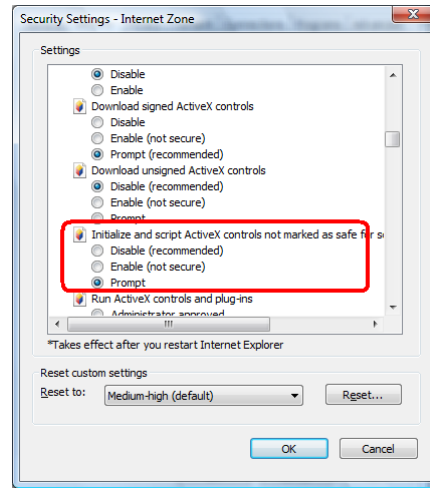 Security Settings - Internet Zone
Settings
Disable
Enable
Download signed ActiveX controls
Disable
Enable (not secure)
Prompt (recommended)
Download unsigned ActiveX controls
Disable (recommended)
Enable (not secure)
Prompt
Initialize and script ActiveX controls not marked as safe for s
Disable (recommended)
Enable (not secure)
Prompt
Run ActiveX controls and plug-ins
Administrator approved
*Takes effect after you restart Internet Explorer
Reset custom settings
Reset to:
Medium-high (default)
Reset...
OK
Cancel